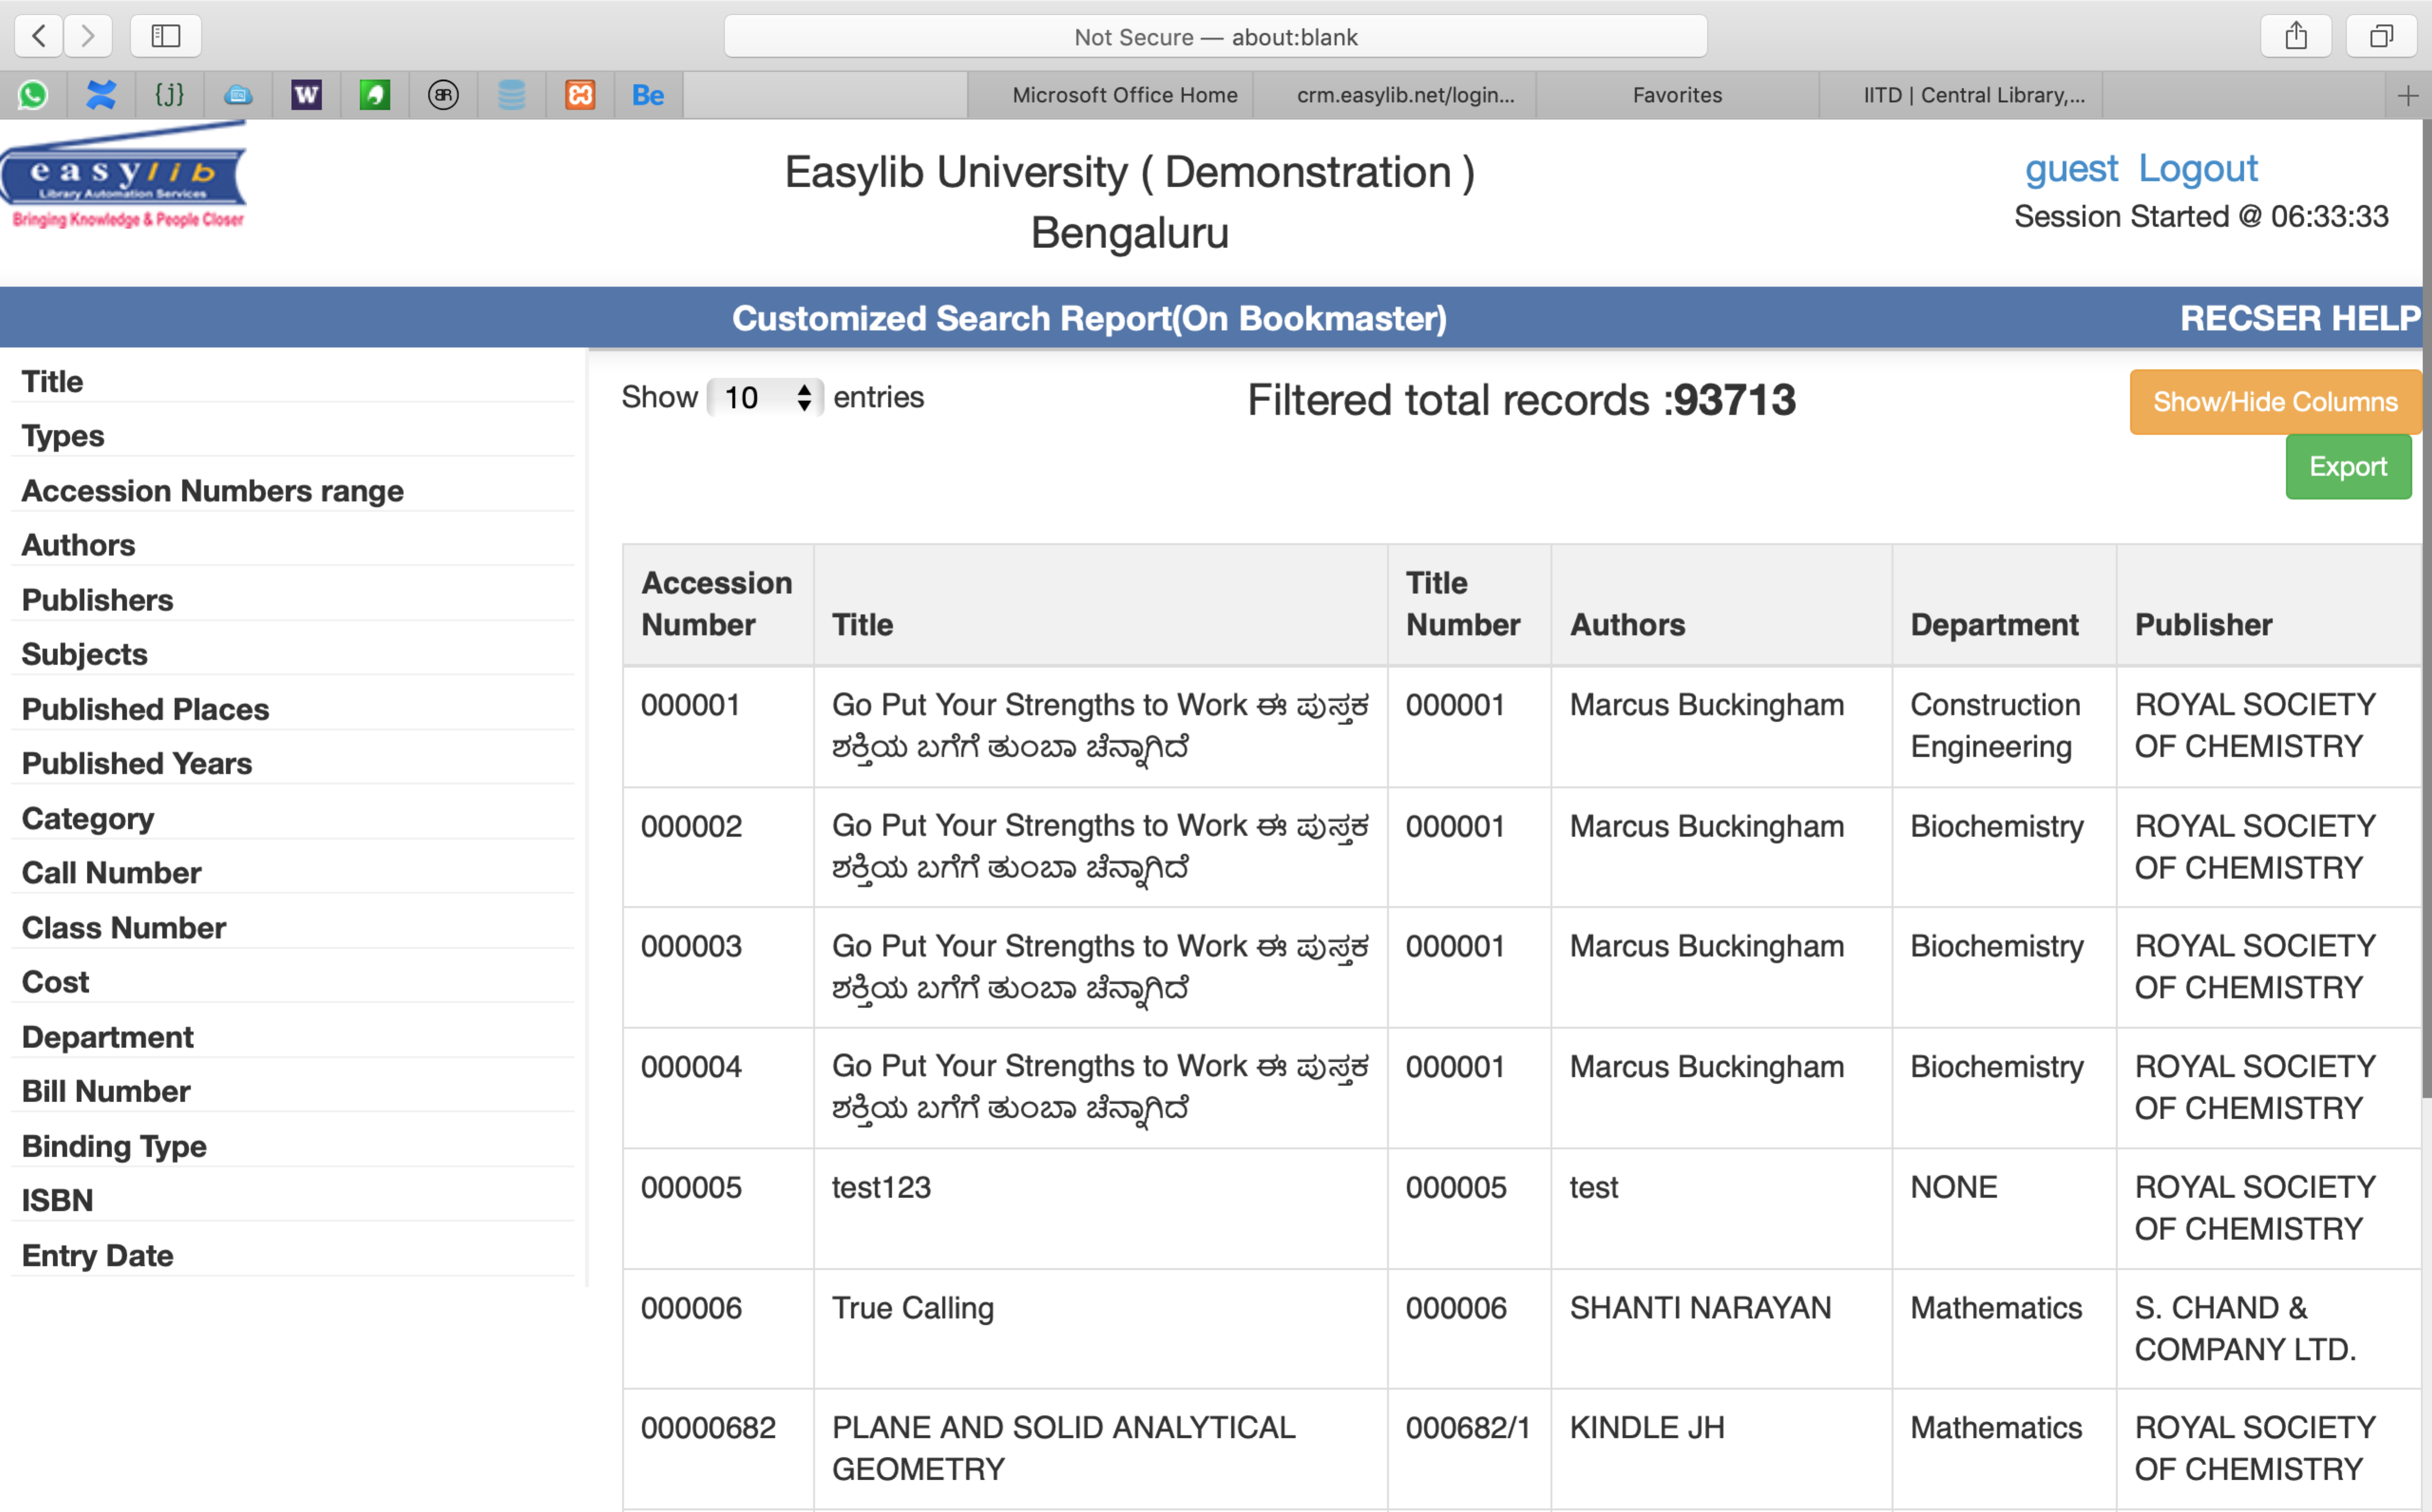 Not Secure — about:blank
{j}
W
BR
Be
Microsoft Office Home
crm.easylib.net/login...
Favorites
IITD | Central Library,...
easylib
Library Automation Services
Bringing Knowledge & People Closer
Easylib University ( Demonstration )
Bengaluru
guest Logout
Session Started @ 06:33:33
Customized Search Report(On Bookmaster)
RECSER HELP
Title
Types
Accession Numbers range
Authors
Publishers
Subjects
Published Places
Published Years
Category
Call Number
Class Number
Cost
Department
Bill Number
Binding Type
ISBN
Entry Date
Show 10 entries
Filtered total records :93713
Show/Hide Columns
Export
Accession Number
Title
Title Number
Authors
Department
Publisher
000001
Go Put Your Strengths to Work ಈ ಪುಸ್ತಕ
ಶಕ್ತಿಯ ಬಗೆಗೆ ತುಂಬಾ ಚೆನ್ನಾಗಿದೆ
000001
Marcus Buckingham
Construction
Engineering
ROYAL SOCIETY
OF CHEMISTRY
000002
Go Put Your Strengths to Work ಈ ಪುಸ್ತಕ
ಶಕ್ತಿಯ ಬಗೆಗೆ ತುಂಬಾ ಚೆನ್ನಾಗಿದೆ
000001
Marcus Buckingham
Biochemistry
ROYAL SOCIETY
OF CHEMISTRY
000003
Go Put Your Strengths to Work ಈ ಪುಸ್ತಕ
ಶಕ್ತಿಯ ಬಗೆಗೆ ತುಂಬಾ ಚೆನ್ನಾಗಿದೆ
000001
Marcus Buckingham
Biochemistry
ROYAL SOCIETY
OF CHEMISTRY
000004
Go Put Your Strengths to Work ಈ ಪುಸ್ತಕ
ಶಕ್ತಿಯ ಬಗೆಗೆ ತುಂಬಾ ಚೆನ್ನಾಗಿದೆ
000001
Marcus Buckingham
Biochemistry
ROYAL SOCIETY
OF CHEMISTRY
000005
test123
000005
test
NONE
ROYAL SOCIETY
OF CHEMISTRY
000006
True Calling
000006
SHANTI NARAYAN
Mathematics
S. CHAND &
COMPANY LTD.
00000682
PLANE AND SOLID ANALYTICAL
GEOMETRY
000682/1
KINDLE JH
Mathematics
ROYAL SOCIETY
OF CHEMISTRY